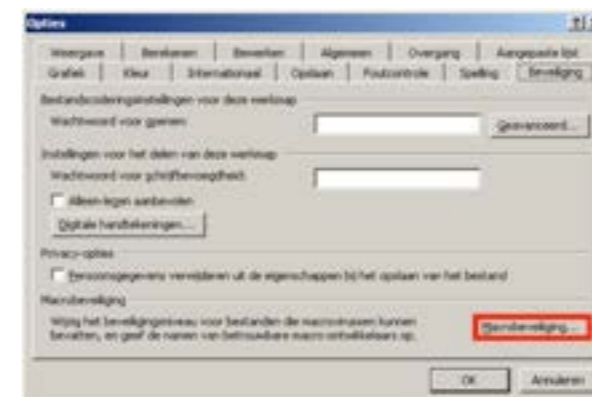 Opties
Weergave Berekenen Bewerken Algemeen Overgang Aangepaste lijst
Grafiek Kleur Internationaal Opslaan Foutcontrole Spelling Beveiliging
Bestandscoderingsinstellingen voor deze werkmap
Wachtwoord voor openen:
Geavanceerd...
Instellingen voor het delen van deze werkmap
Wachtwoord voor schrijfbevoegdheid:
Alleen-lezen aanbevolen
Digitale handtekeningen...
Privacy-opties
Persoonsgegevens verwijderen uit de eigenschappen bij het opslaan van het bestand
Macrobeveiliging
Wijzig het beveiligingsniveau voor bestanden die macrovirussen kunnen
bevatten, en geef de namen van betrouwbare macro-ontwikkelaars op.
Macrobeveiliging...
OK Annuleren